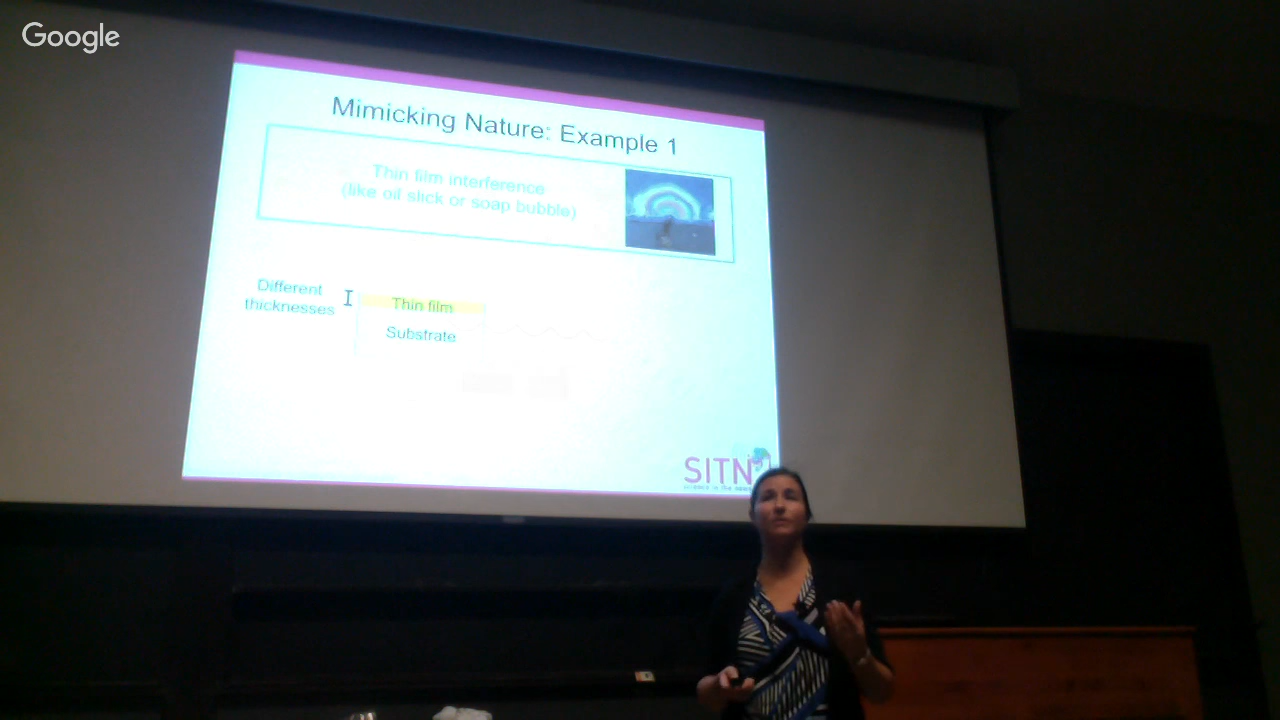 Google
Mimicking Nature: Example 1
Thin film interference
(like oil slick or soap bubble)
Different
thicknesses
Thin film
Substrate
SITN